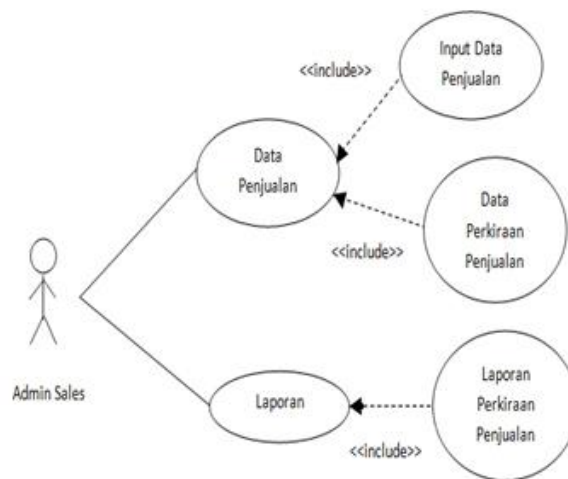 Input Data
Penjualan
<<include>>
Data
Penjualan
Data
Perkiraan
Penjualan
<<include>>
Admin Sales
Laporan
Laporan
Perkiraan
Penjualan
<<include>>